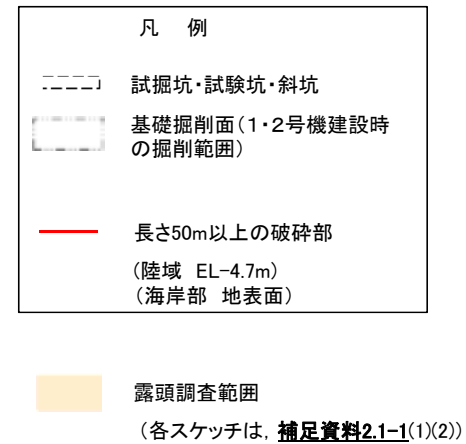 凡 例
試掘坑・試験坑・斜坑
基礎掘削面(1・2号機建設時
の掘削範囲)
長さ50m以上の破砕部
(陸域 EL-4.7m)
(海岸部 地表面)
露頭調査範囲
(各スケッチは，補足資料2.1-1(1)(2))